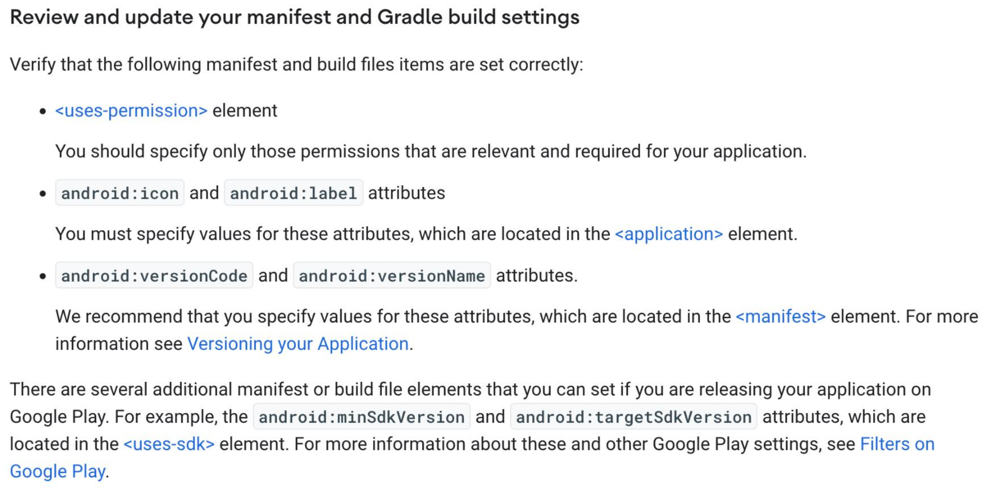 Review and update your manifest and Gradle build settings
Verify that the following manifest and build files items are set correctly:
• <uses-permission> element
You should specify only those permissions that are relevant and required for your application.
• android:icon and android:label attributes
You must specify values for these attributes, which are located in the <application> element.
• android:versionCode and android:versionName attributes.
We recommend that you specify values for these attributes, which are located in the <manifest> element. For more
information see Versioning your Application.
There are several additional manifest or build file elements that you can set if you are releasing your application on
Google Play. For example, the android:minSdkVersion and android:targetSdkVersion attributes, which are
located in the <uses-sdk> element. For more information about these and other Google Play settings, see Filters on
Google Play.